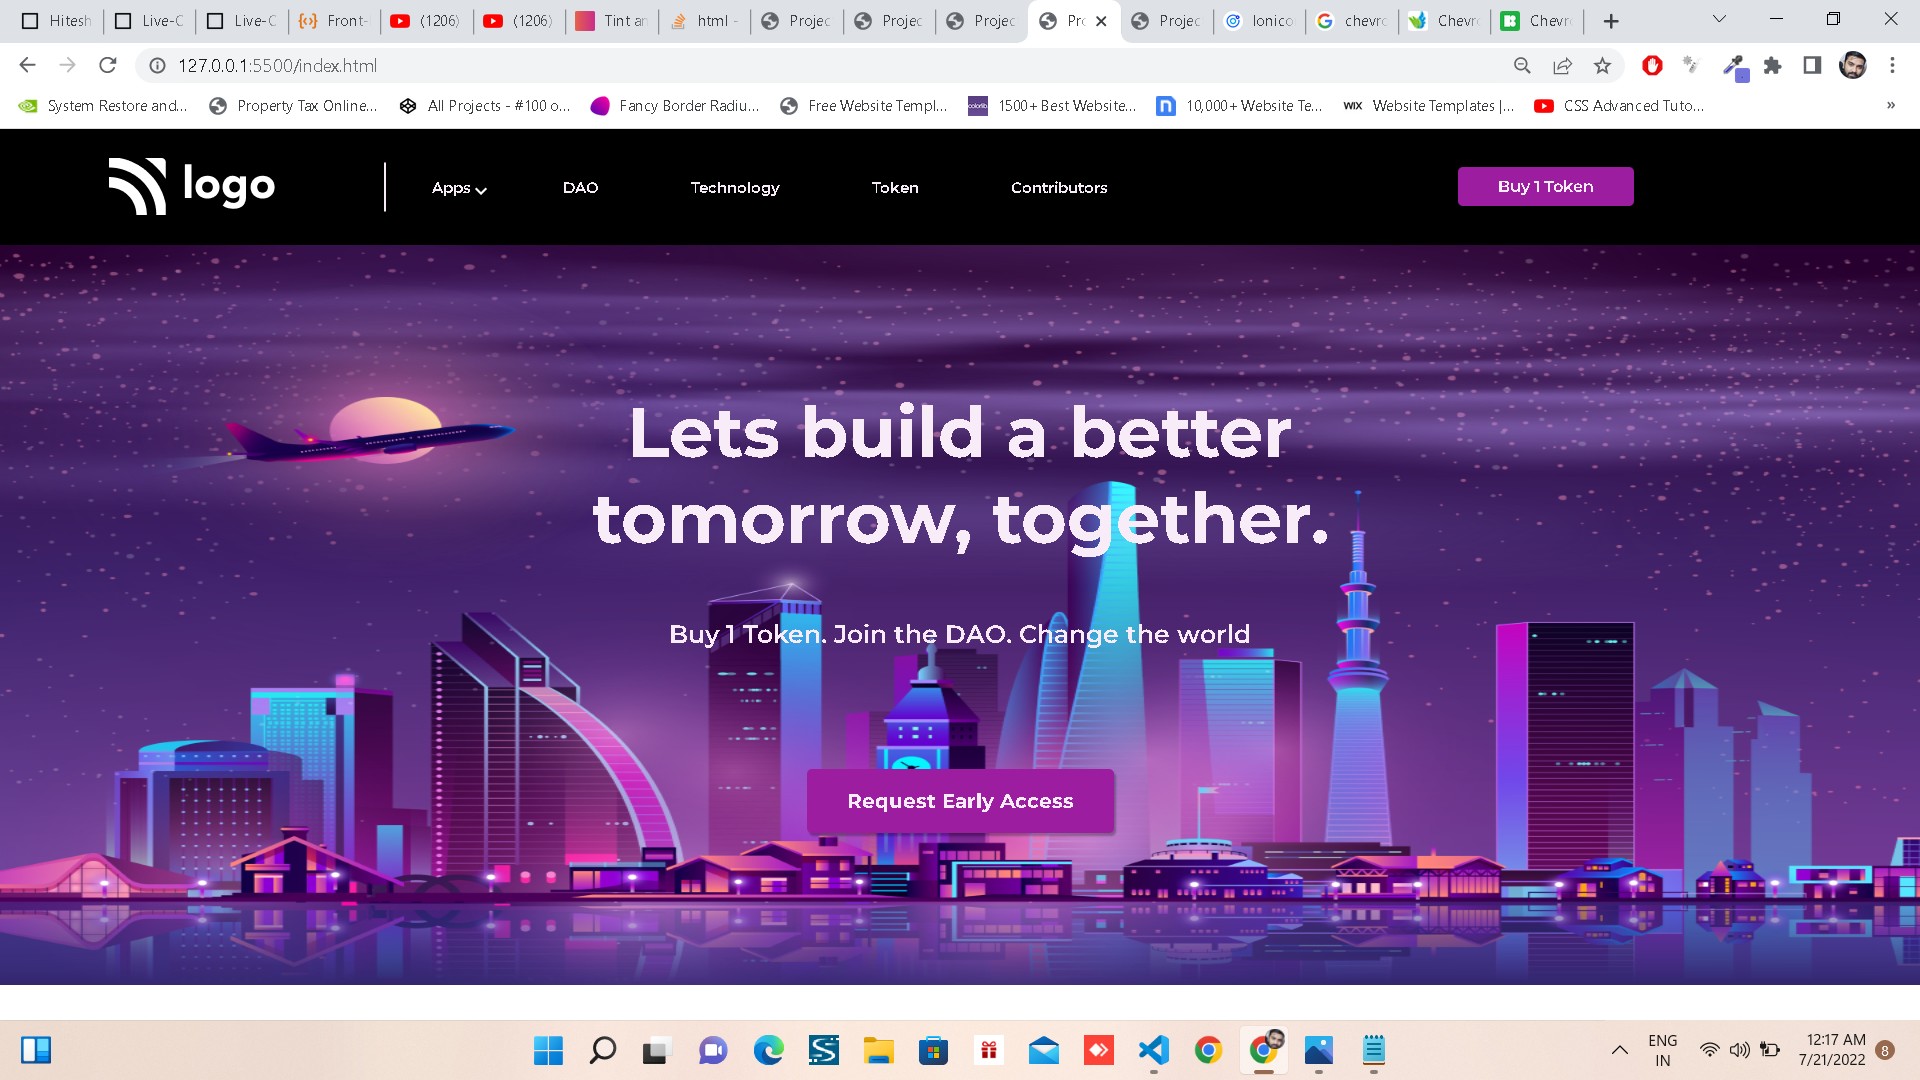 Hitesh
Live-C
Live-C
Front-
(1206)
(1206)
Tint an
html -
Projec
Projec
Projec
Pro
Projec
Ionico
chevro
Chevro
Chevro
127.0.0.1:5500/index.html
System Restore and...
Property Tax Online...
All Projects - #100 o...
Fancy Border Radiu...
Free Website Templ...
colorlib.
1500+ Best Website...
10,000+ Website Te...
WIX
Website Templates |...
CSS Advanced Tuto...
»
logo
Apps
DAO
Technology
Token
Contributors
Buy 1 Token
Lets build a better
tomorrow, together.
Buy 1 Token. Join the DAO. Change the world
Request Early Access
ENG
IN
12:17 AM
7/21/2022
8